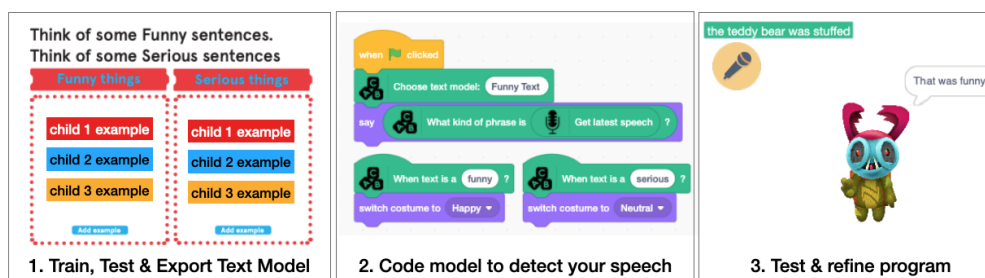 Think of some Funny sentences.
Think of some Serious sentences
Funny things
Serious things
child 1 example
child 2 example
child 3 example
Add example
child 1 example
child 2 example
child 3 example
Add example
1. Train, Test & Export Text Model
when clicked
Choose text model: Funny Text
say What kind of phrase is Get latest speech ?
When text is a funny ?
switch costume to Happy
When text is a serious ?
switch costume to Neutral
2. Code model to detect your speech
the teddy bear was stuffed
That was funny
3. Test & refine program